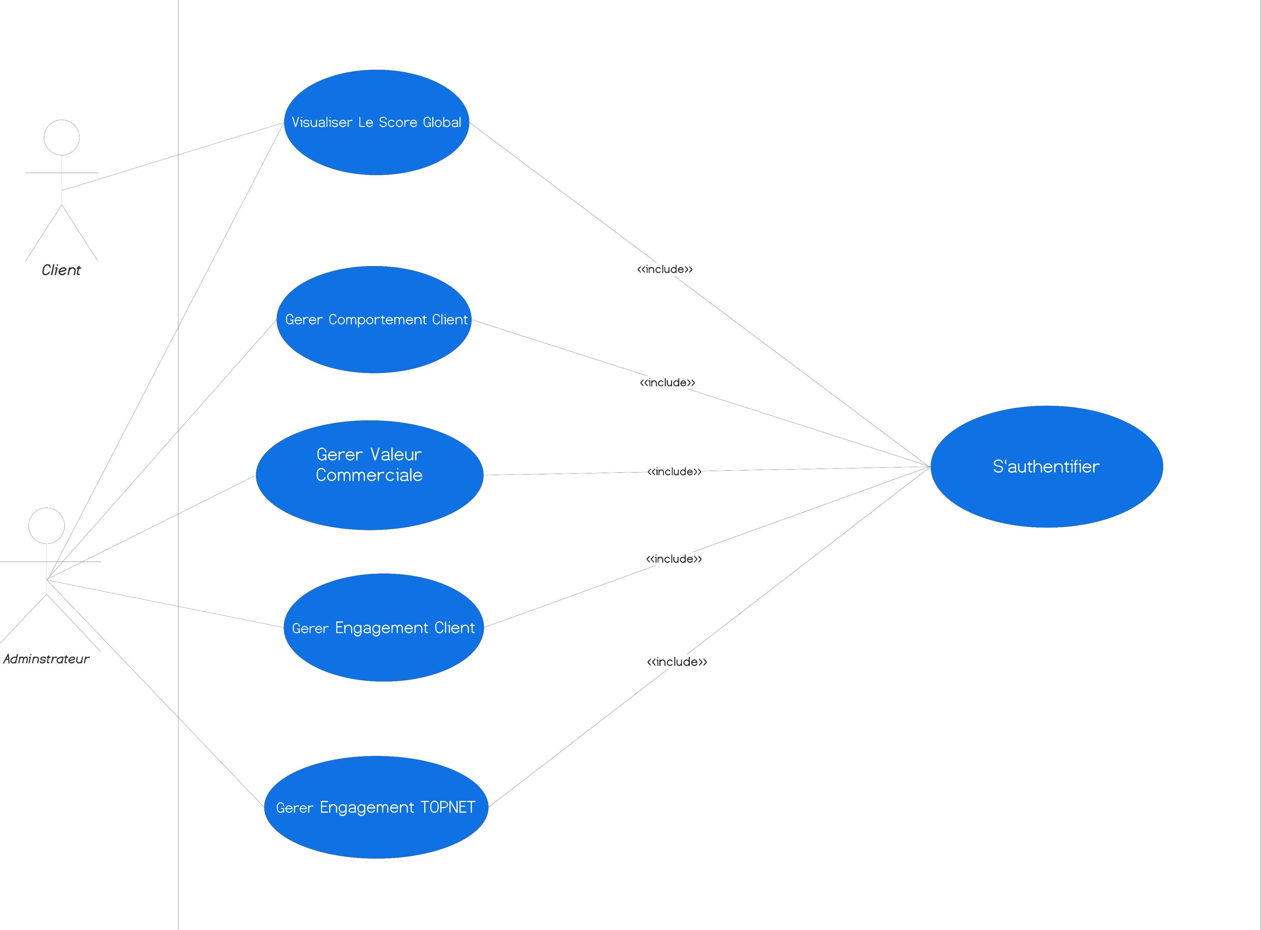 Visualiser Le Score Global
Client
<<include>>
Gerer Comportement Client
<<include>>
Gerer Valeur
Commerciale
<<include>>
S'authentifier
<<include>>
Gerer Engagement Client
Adminstrateur
<<include>>
Gerer Engagement TOPNET